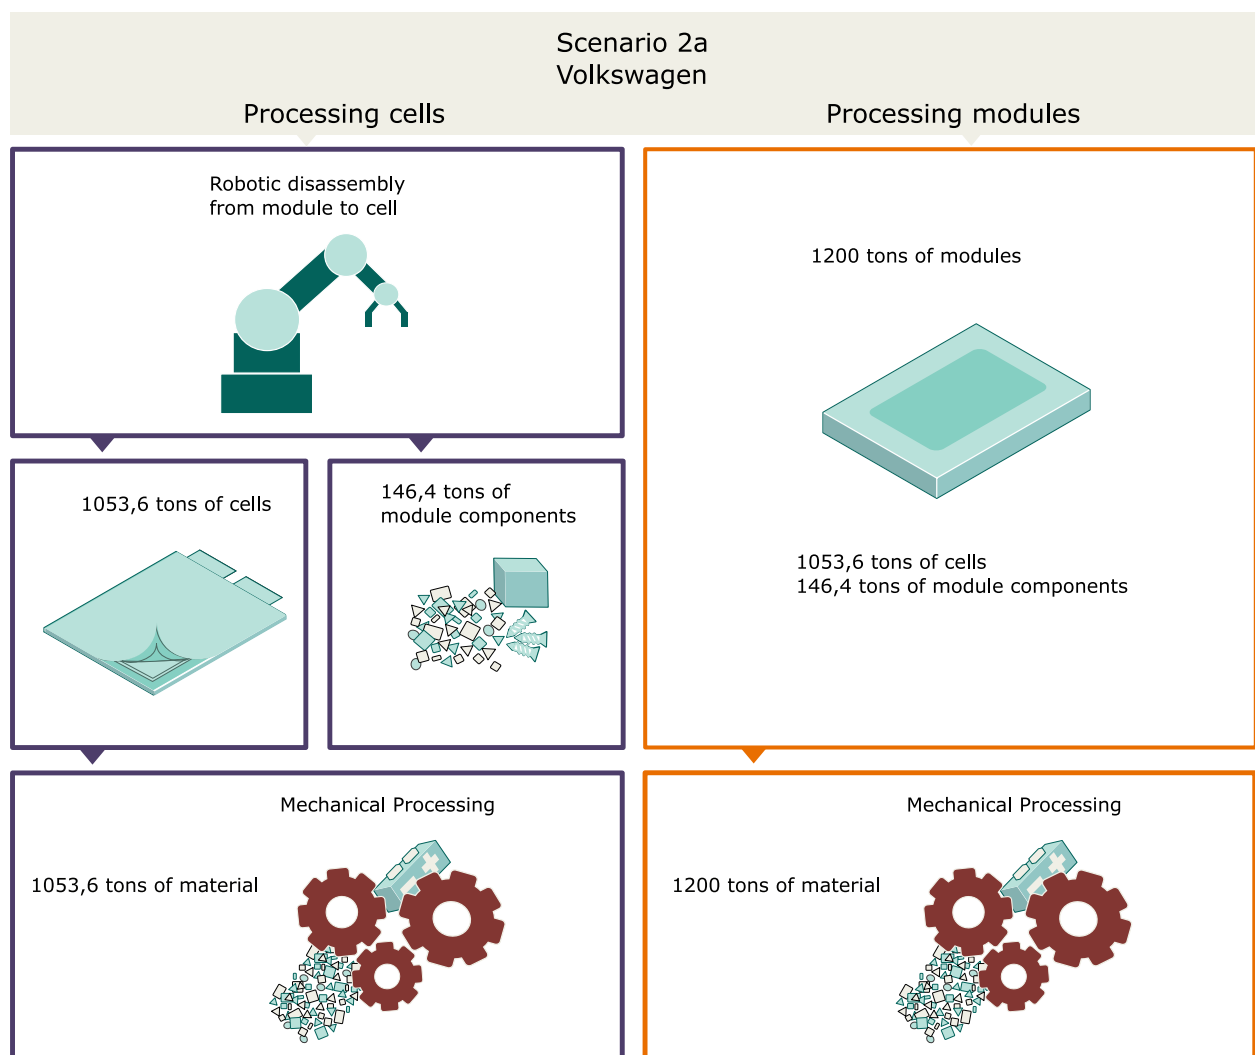 Scenario 2a
Volkswagen
Processing cells
Processing modules
Robotic disassembly
from module to cell
1200 tons of modules
1053,6 tons of cells
146,4 tons of
module components
1053,6 tons of cells
146,4 tons of module components
Mechanical Processing
1053,6 tons of material
Mechanical Processing
1200 tons of material